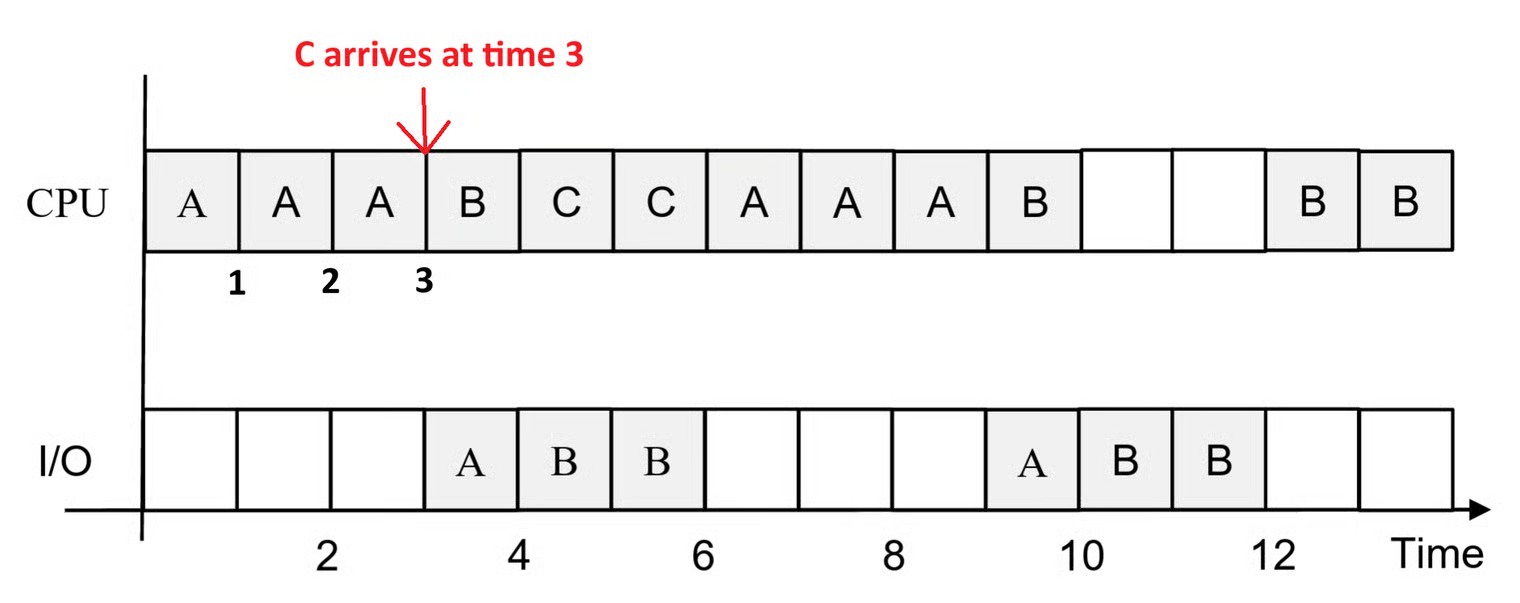 C arrives at time 3
CPU A A A B C C A A A B B B
1 2 3
I/O A B B A B B
2 4 6 8 10 12 Time